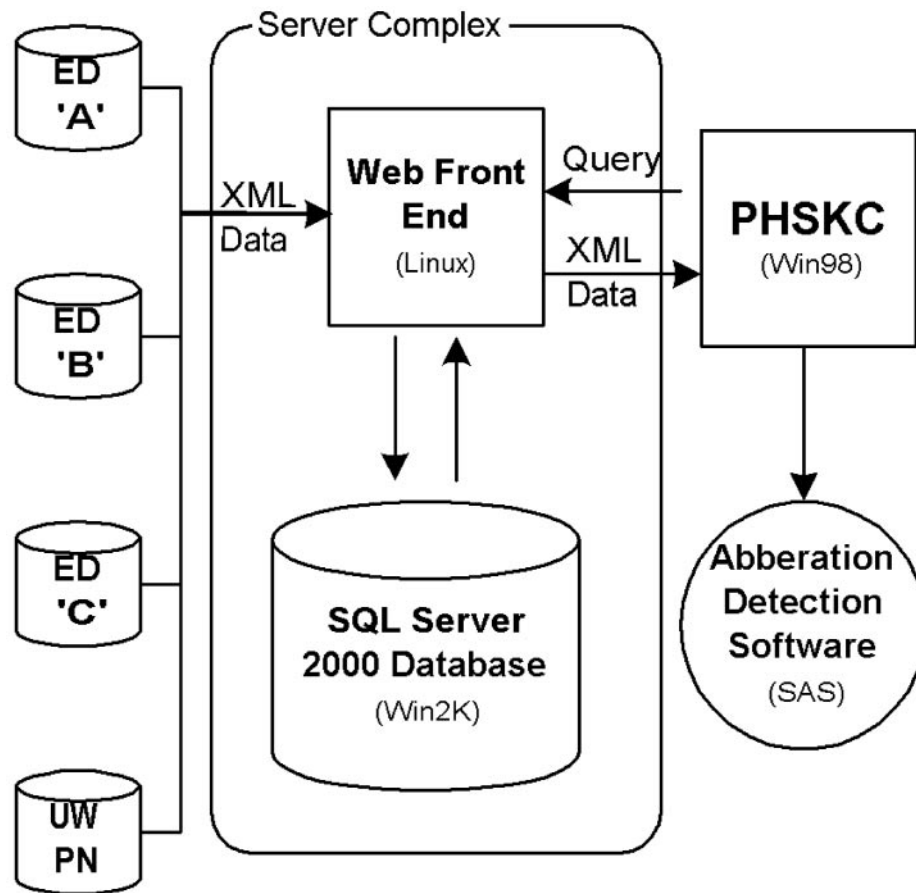 Server Complex
ED
'A'
ED
'B'
ED
'C'
UW
PN
XML
Data
Web Front
End
(Linux)
Query
XML
Data
PHSKC
(Win98)
SQL Server
2000 Database
(Win2K)
Abberation
Detection
Software
(SAS)